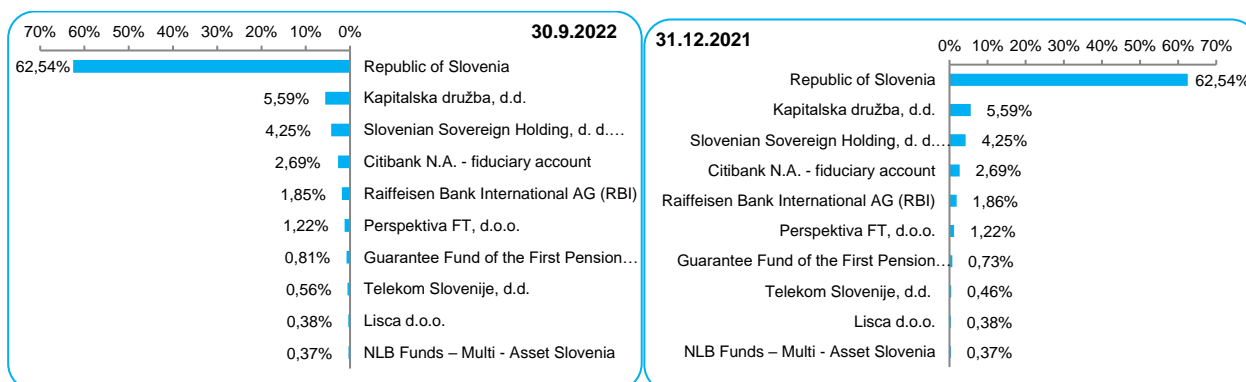 70% 60% 50% 40% 30% 20% 10% 0%
30.9.2022
62,54% Republic of Slovenia
5,59% Kapitalska družba, d.d.
4,25% Slovenian Sovereign Holding, d. d.…
2,69% Citibank N.A. - fiduciary account
1,85% Raiffeisen Bank International AG (RBI)
1,22% Perspektiva FT, d.o.o.
0,81% Guarantee Fund of the First Pension…
0,56% Telekom Slovenije, d.d.
0,38% Lisca d.o.o.
0,37% NLB Funds – Multi - Asset Slovenia
31.12.2021
0% 10% 20% 30% 40% 50% 60% 70%
Republic of Slovenia 62,54%
Kapitalska družba, d.d. 5,59%
Slovenian Sovereign Holding, d. d.… 4,25%
Citibank N.A. - fiduciary account 2,69%
Raiffeisen Bank International AG (RBI) 1,86%
Perspektiva FT, d.o.o. 1,22%
Guarantee Fund of the First Pension… 0,73%
Telekom Slovenije, d.d. 0,46%
Lisca d.o.o. 0,38%
NLB Funds – Multi - Asset Slovenia 0,37%